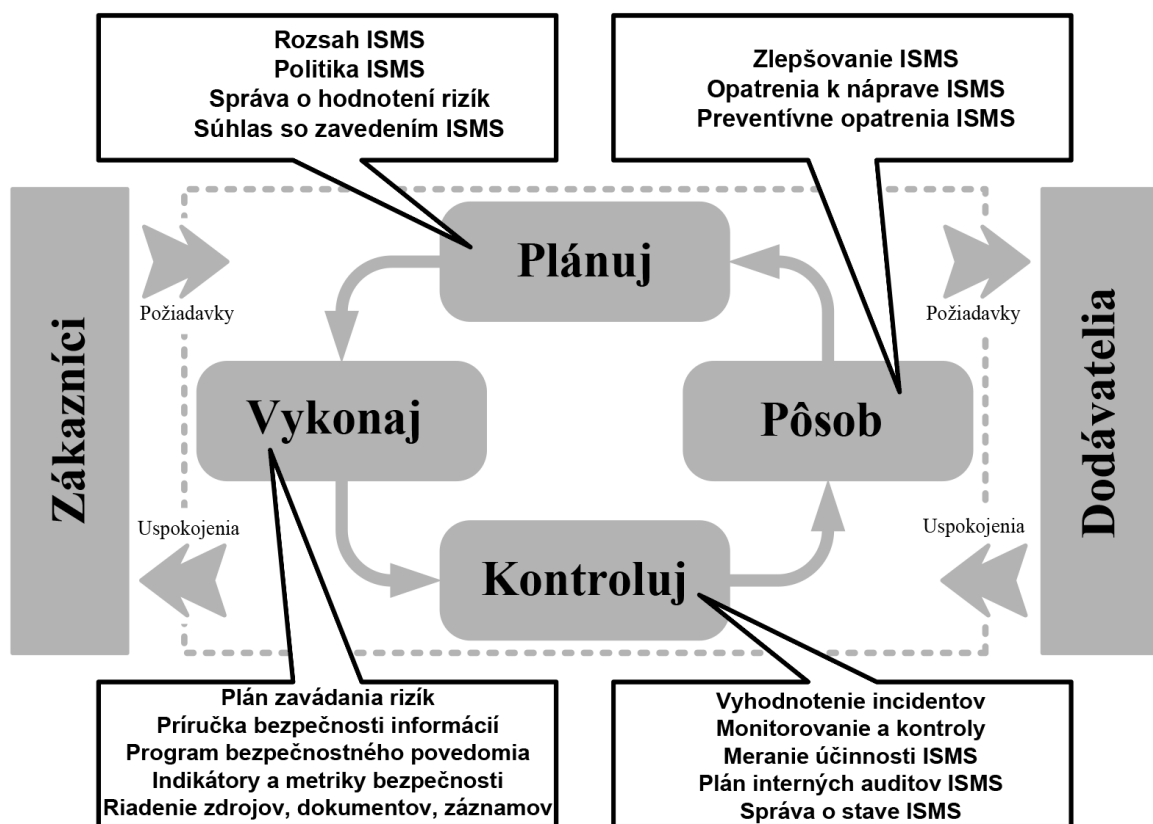 Rozsah ISMS
Politika ISMS
Správa o hodnotení rizík
Súhlas so zavedením ISMS
Zlepšovanie ISMS
Opatrenia k náprave ISMS
Preventívne opatrenia ISMS
Zákazníci
Požiadavky
Plánuj
Požiadavky
Dodávatelia
Vykonaj
Pôsob
Uspokojenia
Kontroluj
Uspokojenia
Plán zavádania rizík
Príručka bezpečnosti informácií
Program bezpečnostného povedomia
Indikátory a metriky bezpečnosti
Riadenie zdrojov, dokumentov, záznamov
Vyhodnotenie incidentov
Monitorovanie a kontroly
Meranie účinnosti ISMS
Plán interných auditov ISMS
Správa o stave ISMS